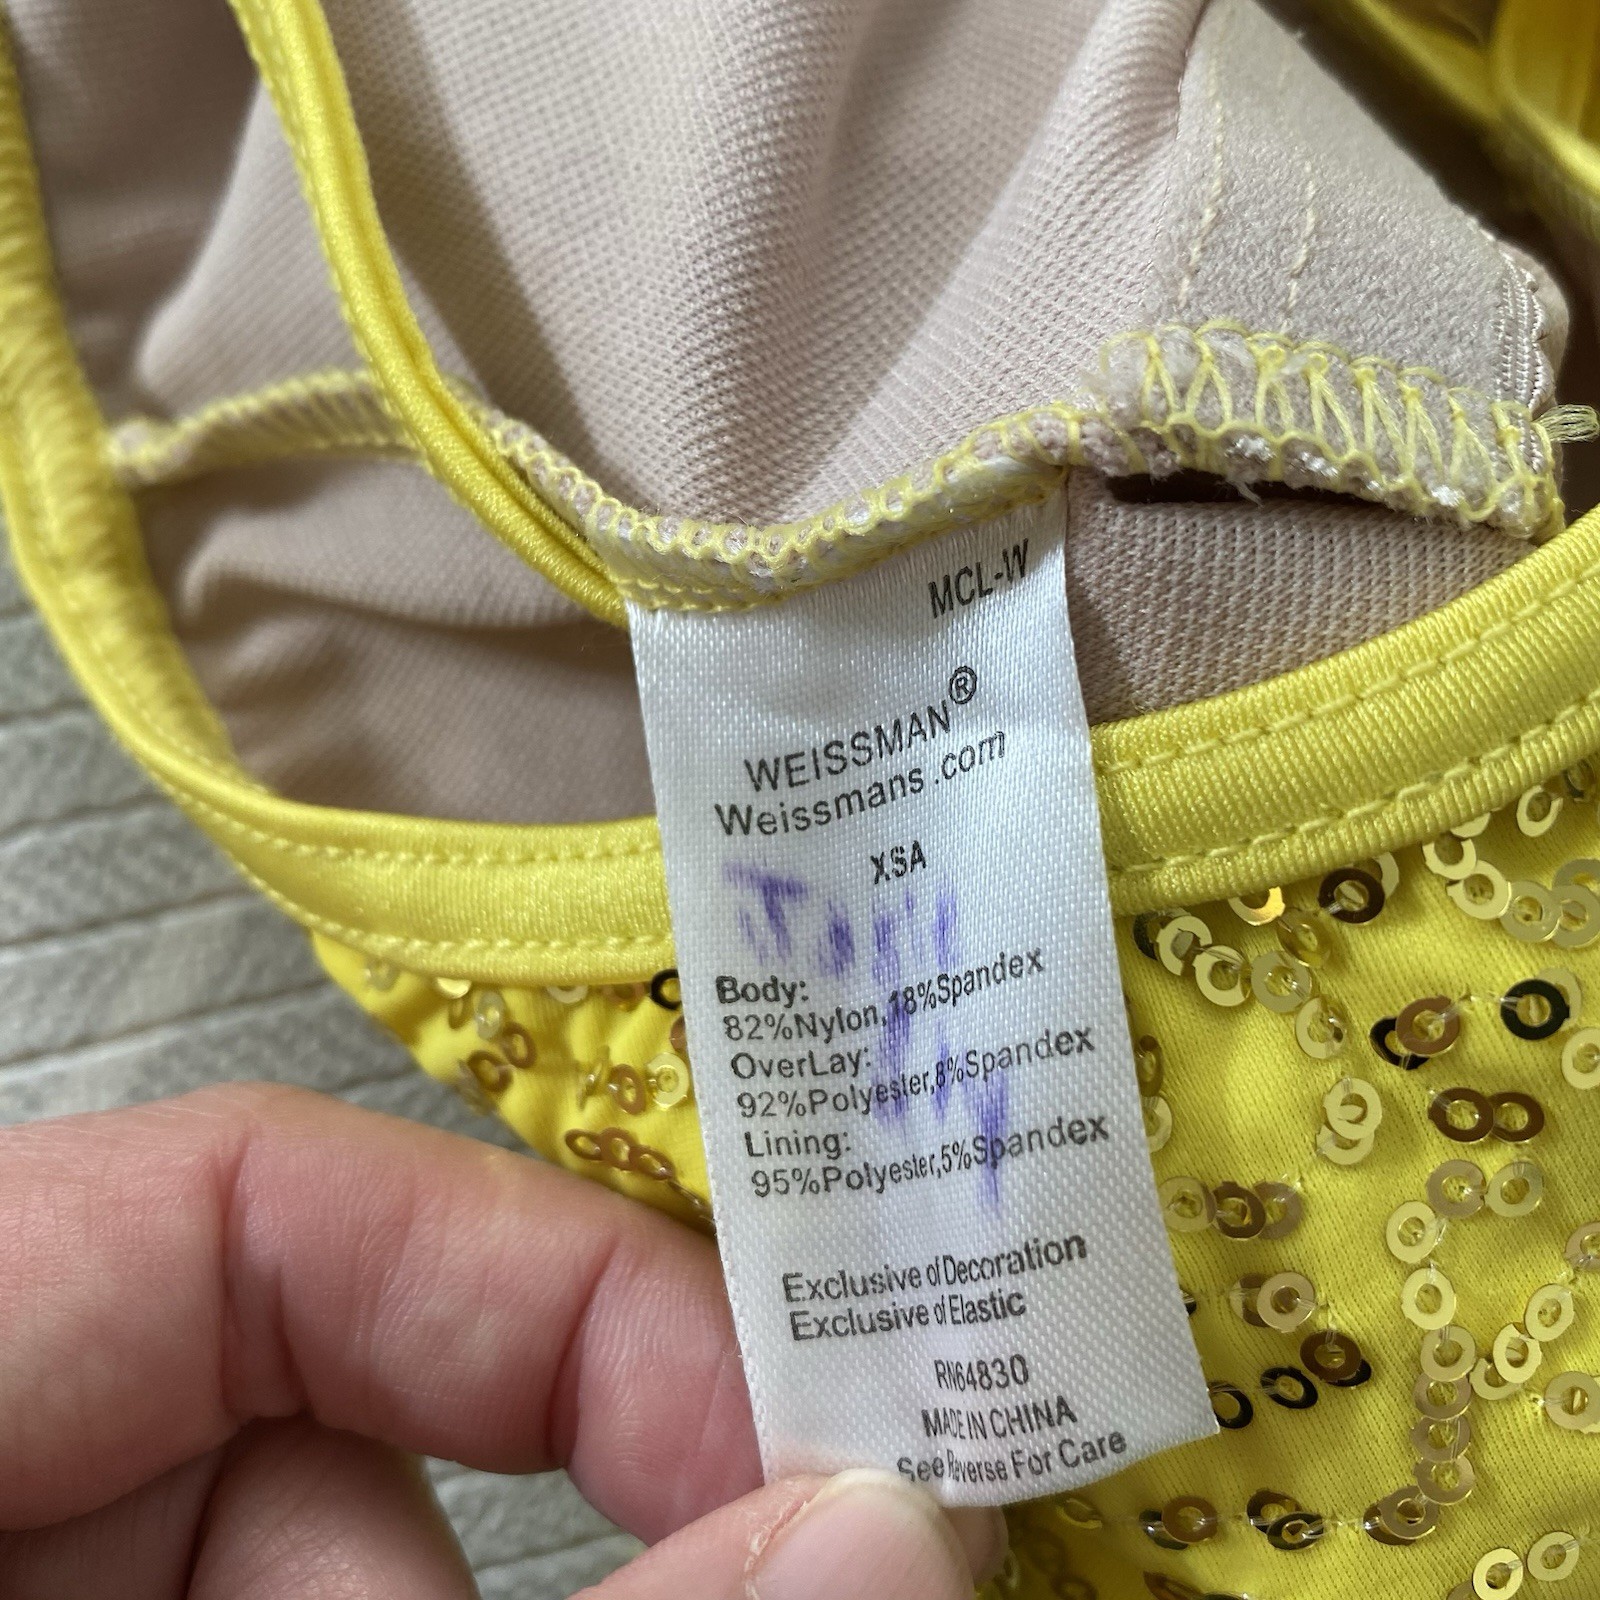 MCL-W
WEISSMAN®
Weissmans.com
XSA
Body:
82%Nylon,18%Spandex
OverLay:
92%Polyester,8%Spandex
Lining:
95%Polyester,5%Spandex
Exclusive of Decoration
Exclusive of Elastic
RN64830
MADE IN CHINA
See Reverse For Care